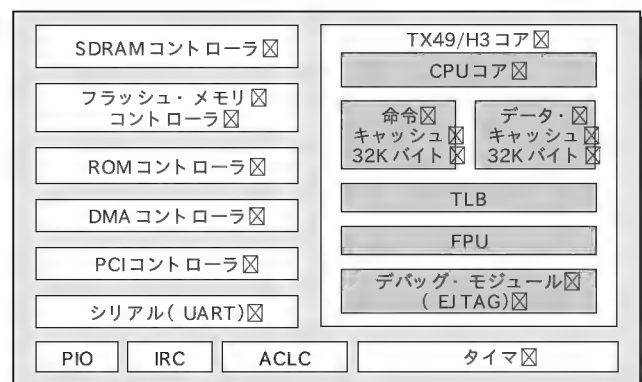 SDRAMコントローラ
フラッシュ・メモリ
コントローラ
ROMコントローラ
DMAコントローラ
PCIコントローラ
シリアル(UART)
TX49/H3コア
CPUコア
命令
キャッシュ
32Kバイト
データ・
キャッシュ
32Kバイト
TLB
FPU
デバッグ・モジュール
(EJTAG)
PIO
IRC
ACLC
タイマ